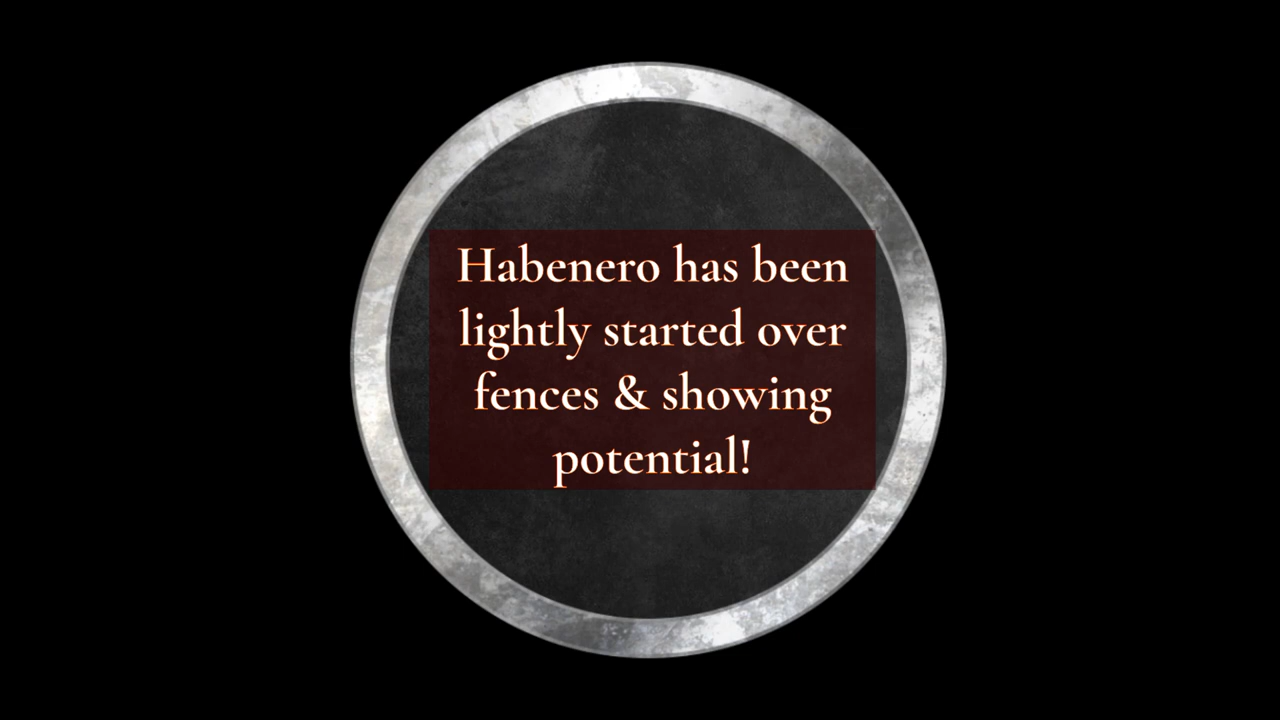 Habenero has been
lightly started over
fences & showing
potential!